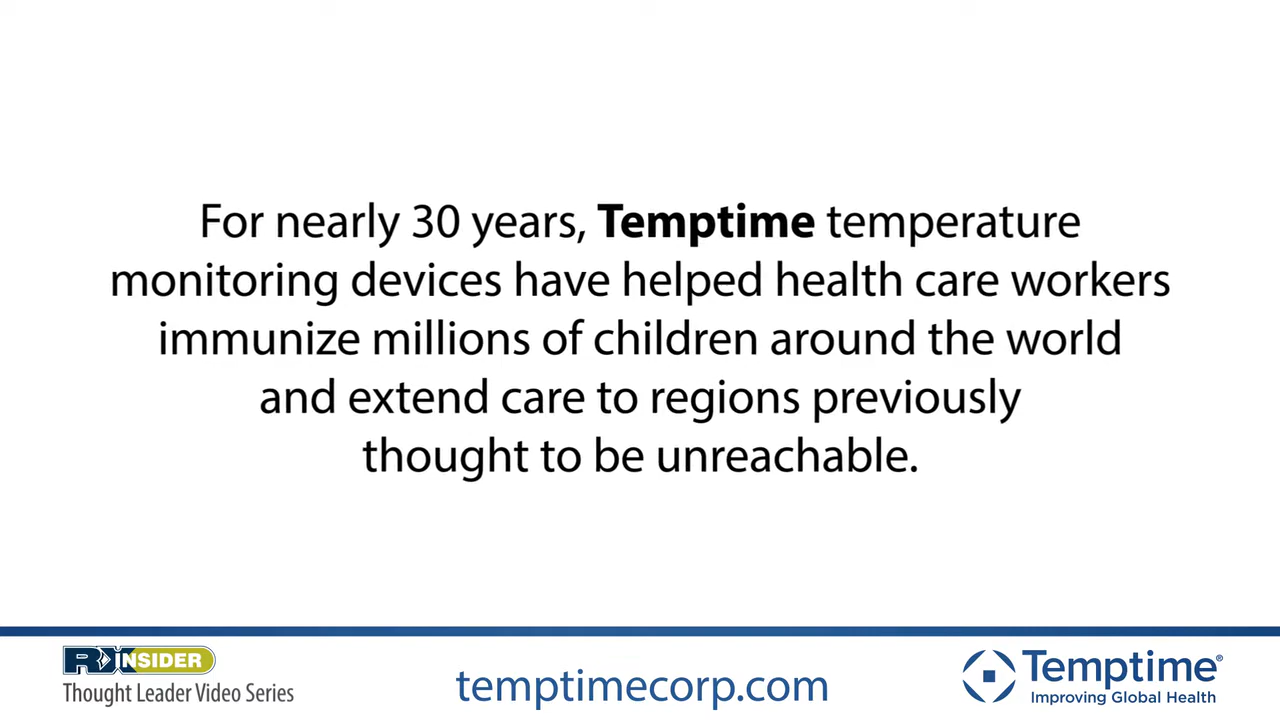 For nearly 30 years, Temptime temperature
monitoring devices have helped health care workers
immunize millions of children around the world
and extend care to regions previously
thought to be unreachable.
RXINSIDER
Thought Leader Video Series
temptimecorp.com
Temptime®
Improving Global Health